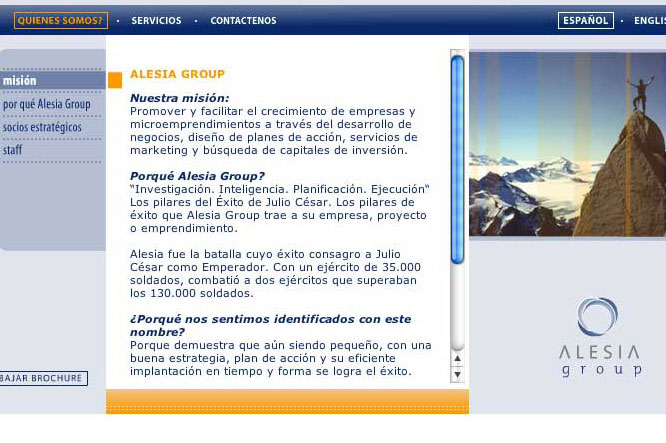 QUIENES SOMOS?
SERVICIOS
CONTACTENOS
ESPAÑOL
misión
por qué Alesia Group
socios estratégicos
staff
ALESIA GROUP
Nuestra misión:
Promover y facilitar el crecimiento de empresas y
microemprendimientos a través del desarrollo de
negocios, diseño de planes de acción, servicios de
marketing y búsqueda de capitales de inversión.
Porqué Alesia Group?
"Investigación. Inteligencia. Planificación. Ejecución"
Los pilares del Éxito de Julio César. Los pilares de
éxito que Alesia Group trae a su empresa, proyecto
o emprendimiento.
Alesia fue la batalla cuyo éxito consagro a Julio
César como Emperador. Con un ejército de 35.000
soldados, combatió a dos ejércitos que superaban
los 130.000 soldados.
¿Porqué nos sentimos identificados con este
nombre?
Porque demuestra que aún siendo pequeño, con una
buena estrategia, plan de acción y su eficiente
implantación en tiempo y forma se logra el éxito.
BAJAR BROCHURE
ALESIA
group